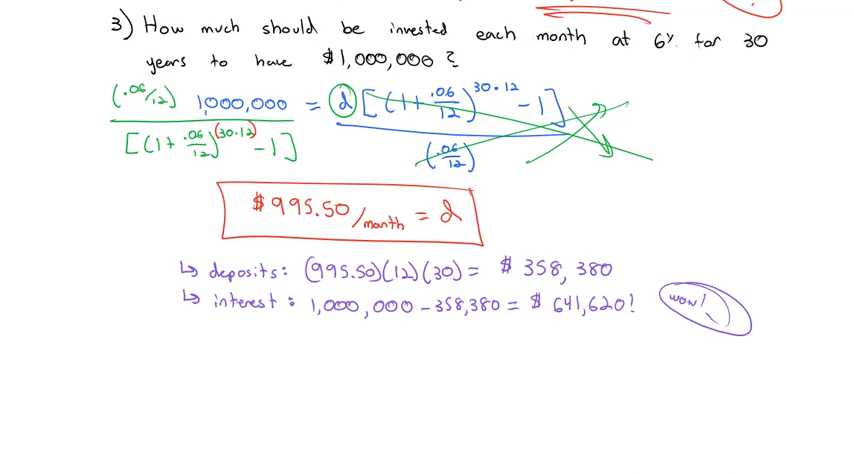 3) How much should be invested each month at 6% for 30
years to have $1,000,000?
(.06/12) 1,000,000 = d[(1+.06/12)^(30·12) -1]
[(1+.06/12)^(30·12) -1] (.06/12)
$995.50/month = d
↳ deposits: (995.50)(12)(30) = $358,380
↳ interest: 1,000,000 - 358,380 = $641,620! wow!